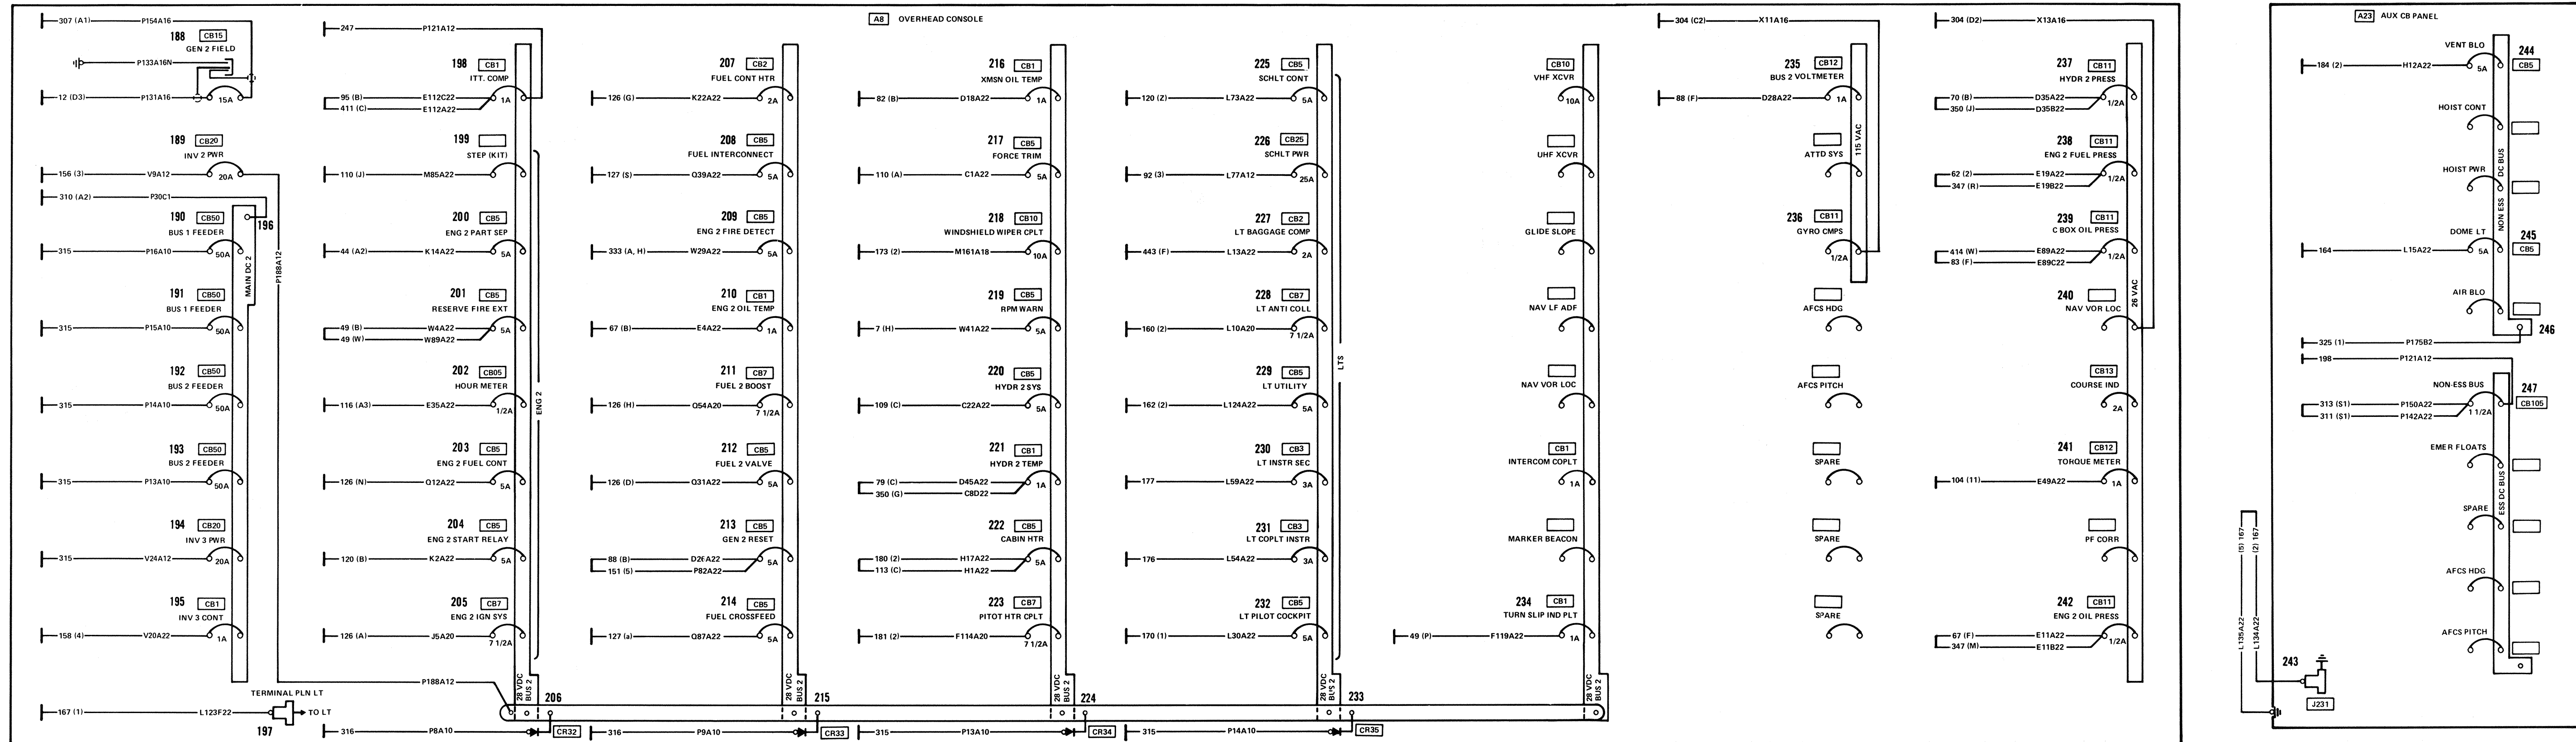 A8 OVERHEAD CONSOLE
307 (A1) P154A16
188 CB15
GEN 2 FIELD
P133A16N
12 (D3) P131A16 15A
189 CB20
INV 2 PWR
156 (3) V9A12 20A
310 (A2) P30C1
196
190 CB50
BUS 1 FEEDER
315 P16A10 50A
191 CB50
BUS 1 FEEDER
315 P15A10 50A
192 CB50
BUS 2 FEEDER
315 P14A10 50A
193 CB50
BUS 2 FEEDER
315 P13A10 50A
194 CB20
INV 3 PWR
315 V24A12 20A
195 CB1
INV 3 CONT
158 (4) V20A22 1A
MAIN DC 2
P188A12
P188A12
TERMINAL PLN LT
167 (1) L123F22 TO LT
197
247 P121A12
198 CB1
ITT. COMP
95 (B) E112C22 1A
411 (C) E112A22
199
STEP (KIT)
110 (J) M85A22
200 CB5
ENG 2 PART SEP
44 (A2) K14A22 5A
201 CB5
RESERVE FIRE EXT
49 (B) W4A22 5A
49 (W) W89A22
202 CB05
HOUR METER
116 (A3) E35A22 1/2A
203 CB5
ENG 2 FUEL CONT
126 (N) Q12A22 5A
204 CB5
ENG 2 START RELAY
120 (B) K2A22 5A
205 CB7
ENG 2 IGN SYS
126 (A) J5A20 7 1/2A
ENG 2
28 VDC
BUS 2
206
316 P8A10 CR32
207 CB2
FUEL CONT HTR
126 (G) K22A22 2A
208 CB5
FUEL INTERCONNECT
127 (S) Q39A22 5A
209 CB5
ENG 2 FIRE DETECT
333 (A, H) W29A22 5A
210 CB1
ENG 2 OIL TEMP
67 (B) E4A22 1A
211 CB7
FUEL 2 BOOST
126 (H) Q54A20 7 1/2A
212 CB5
FUEL 2 VALVE
126 (D) Q31A22 5A
213 CB5
GEN 2 RESET
88 (B) D26A22 5A
151 (5) P82A22
214 CB5
FUEL CROSSFEED
127 (a) Q87A22 5A
28 VDC
BUS 2
215
316 P9A10 CR33
216 CB1
XMSN OIL TEMP
82 (B) D18A22 1A
217 CB5
FORCE TRIM
110 (A) C1A22 5A
218 CB10
WINDSHIELD WIPER CPLT
173 (2) M161A18 10A
219 CB5
RPM WARN
7 (H) W41A22 5A
220 CB5
HYDR 2 SYS
109 (C) C22A22 5A
221 CB1
HYDR 2 TEMP
79 (C) D45A22 1A
350 (G) C8D22
222 CB5
CABIN HTR
180 (2) H17A22 5A
113 (C) H1A22
223 CB7
PITOT HTR CPLT
181 (2) F114A20 7 1/2A
28 VDC
BUS 2
224
315 P13A10 CR34
225 CB5
SCHLT CONT
120 (Z) L73A22 5A
226 CB25
SCHLT PWR
92 (3) L77A12 25A
227 CB2
LT BAGGAGE COMP
443 (F) L13A22 2A
228 CB7
LT ANTI COLL
160 (2) L10A20 7 1/2A
229 CB5
LT UTILITY
162 (2) L124A22 5A
230 CB3
LT INSTR SEC
177 L59A22 3A
231 CB3
LT COPLT INSTR
176 L54A22 3A
232 CB5
LT PILOT COCKPIT
170 (1) L30A22 5A
LTS
28 VDC
BUS 2
233
315 P14A10 CR35
CB10
VHF XCVR
10A
UHF XCVR
GLIDE SLOPE
NAV LF ADF
NAV VOR LOC
CB1
INTERCOM COPLT
1A
MARKER BEACON
234 CB1
TURN SLIP IND PLT
49 (P) F119A22 1A
28 VDC
BUS 2
304 (C2) X11A16
235 CB12
BUS 2 VOLTMETER
88 (F) D28A22 1A
ATTD SYS
236 CB11
GYRO CMPS
1/2A
115 VAC
AFCS HDG
AFCS PITCH
SPARE
SPARE
SPARE
304 (D2) X13A16
237 CB11
HYDR 2 PRESS
70 (B) D35A22 1/2A
350 (J) D35B22
238 CB11
ENG 2 FUEL PRESS
62 (2) E19A22 1/2A
347 (R) E19B22
239 CB11
C BOX OIL PRESS
414 (W) E89A22 1/2A
83 (F) E89C22
240
NAV VOR LOC
26 VAC
CB13
COURSE IND
2A
241 CB12
TORQUE METER
104 (11) E49A22 1A
PF CORR
242 CB11
ENG 2 OIL PRESS
67 (F) E11A22 1/2A
347 (M) E11B22
A23 AUX CB PANEL
VENT BLO 244
184 (2) H12A22 5A CB5
HOIST CONT
HOIST PWR
NON ESS DC BUS
DOME LT 245
164 L15A22 5A CB5
AIR BLO
246
325 (1) P175B2
198 P121A12
NON-ESS BUS 247
313 (S1) P150A22 1 1/2A CB105
311 (S1) P142A22
EMER FLOATS
ESS DC BUS
SPARE
AFCS HDG
AFCS PITCH
(5) 167
(2) 167
L135A22
L134A22
243
J231